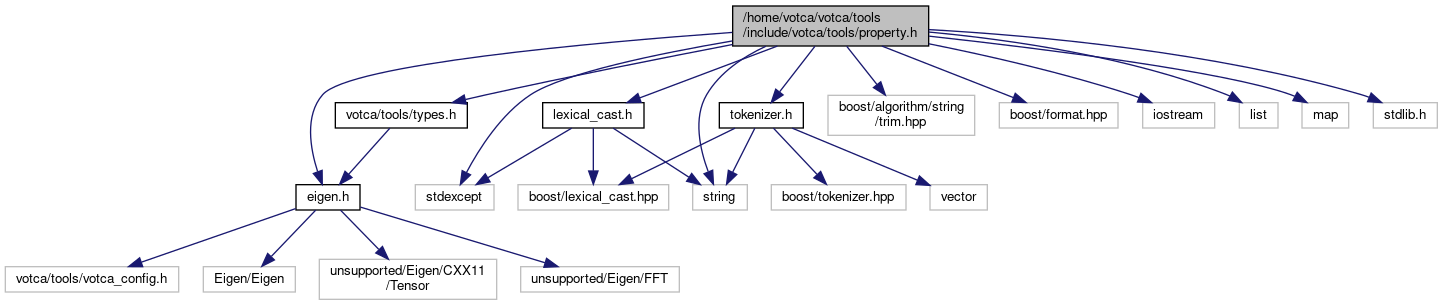 /home/votca/votca/tools
/include/votca/tools/property.h
votca/tools/types.h
lexical_cast.h
tokenizer.h
boost/algorithm/string
/trim.hpp
boost/format.hpp
iostream
list
map
stdlib.h
eigen.h
stdexcept
boost/lexical_cast.hpp
string
boost/tokenizer.hpp
vector
votca/tools/votca_config.h
Eigen/Eigen
unsupported/Eigen/CXX11
/Tensor
unsupported/Eigen/FFT